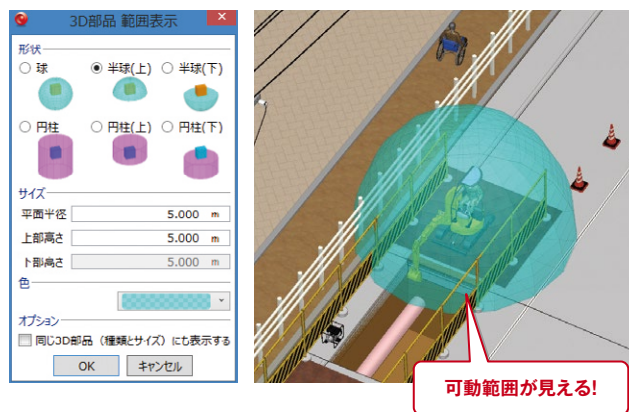 3D部品 範囲表示
×
形状
球
半球(上)
半球(下)
円柱
円柱(上)
円柱(下)
サイズ
平面半径 5.000 m
上部高さ 5.000 m
下部高さ 5.000 m
色
オプション
同じ3D部品（種類とサイズ）にも表示する
OK キャンセル
可動範囲が見える!